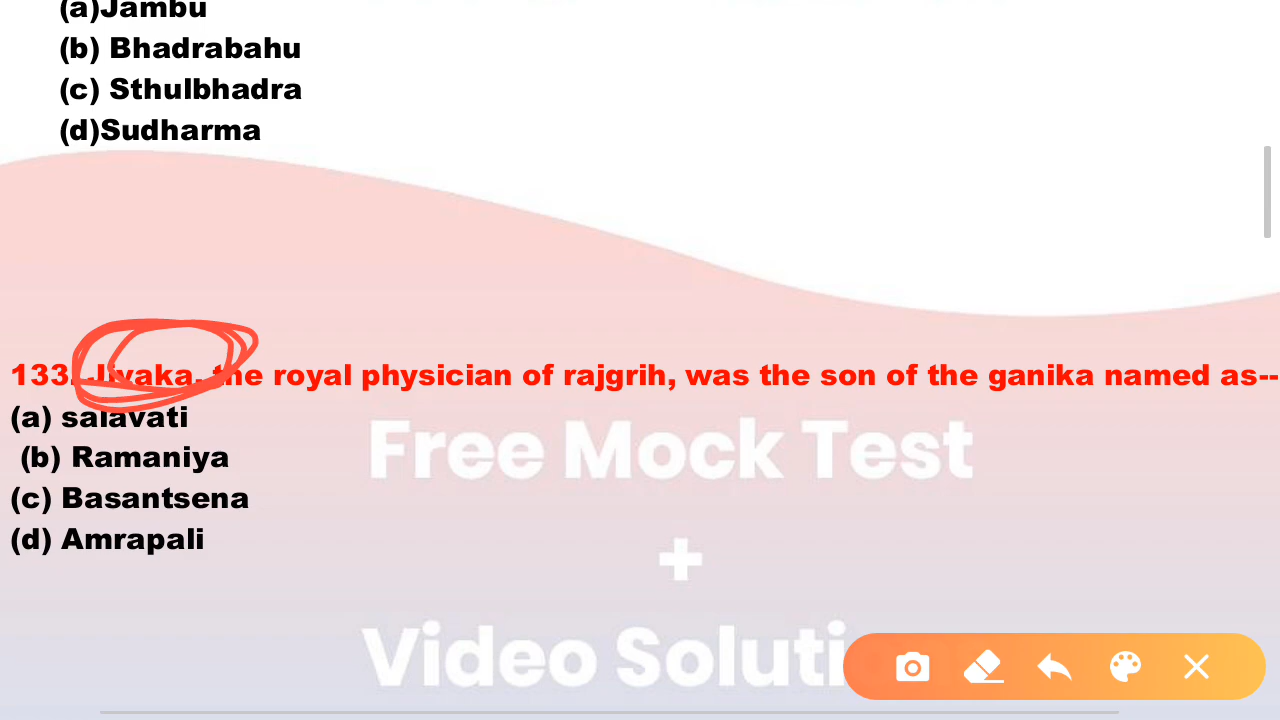 (a)Jambu
(b) Bhadrabahu
(c) Sthulbhadra
(d)Sudharma
133. Jivaka, the royal physician of rajgrih, was the son of the ganika named as--
(a) salavati
(b) Ramaniya
(c) Basantsena
(d) Amrapali
Free Mock Test
+
Video Soluti